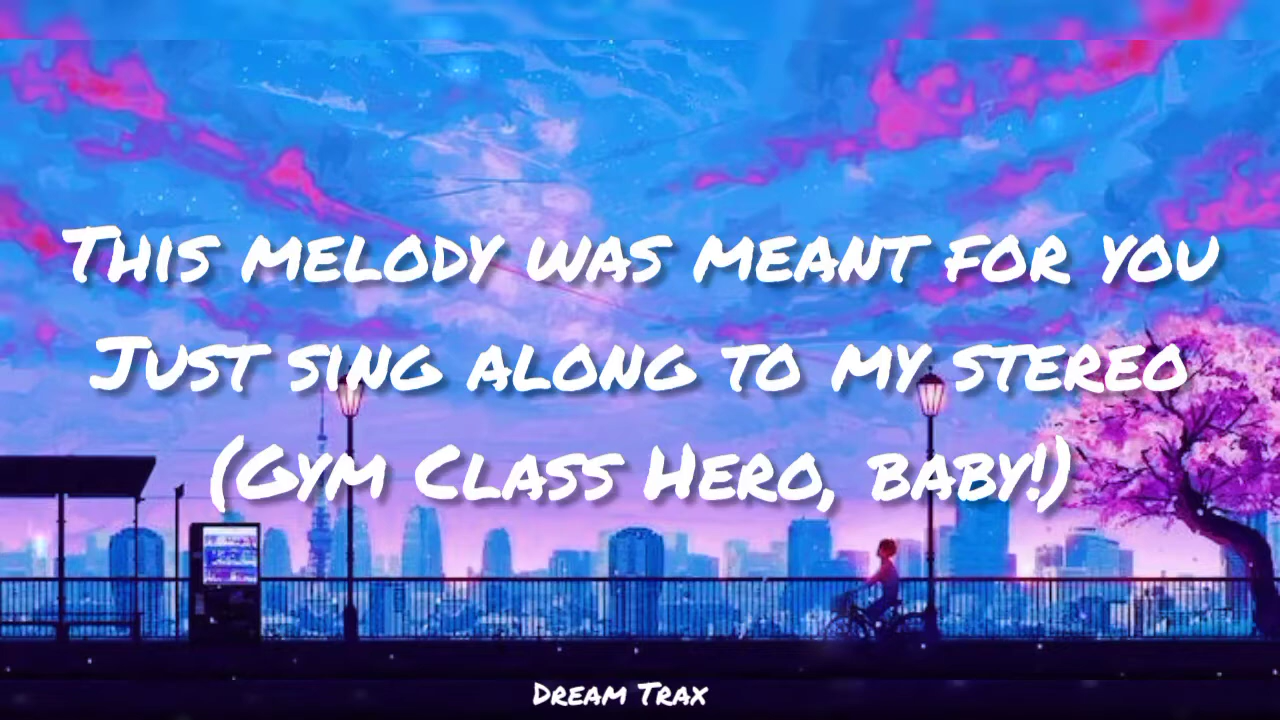 This melody was meant for you
Just sing along to my stereo
(Gym Class Hero, baby!)
Dream Trax